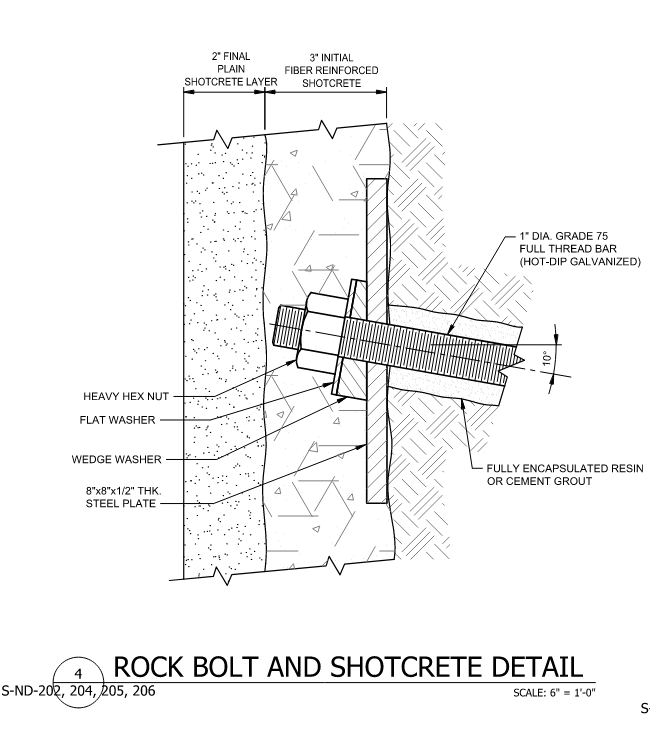 2" FINAL
PLAIN
SHOTCRETE LAYER
3" INITIAL
FIBER REINFORCED
SHOTCRETE
1" DIA. GRADE 75
FULL THREAD BAR
(HOT-DIP GALVANIZED)
10°
HEAVY HEX NUT
FLAT WASHER
WEDGE WASHER
8"x8"x1/2" THK.
STEEL PLATE
FULLY ENCAPSULATED RESIN
OR CEMENT GROUT
4
ROCK BOLT AND SHOTCRETE DETAIL
S-ND-202, 204, 205, 206
SCALE: 6" = 1'-0"
S-